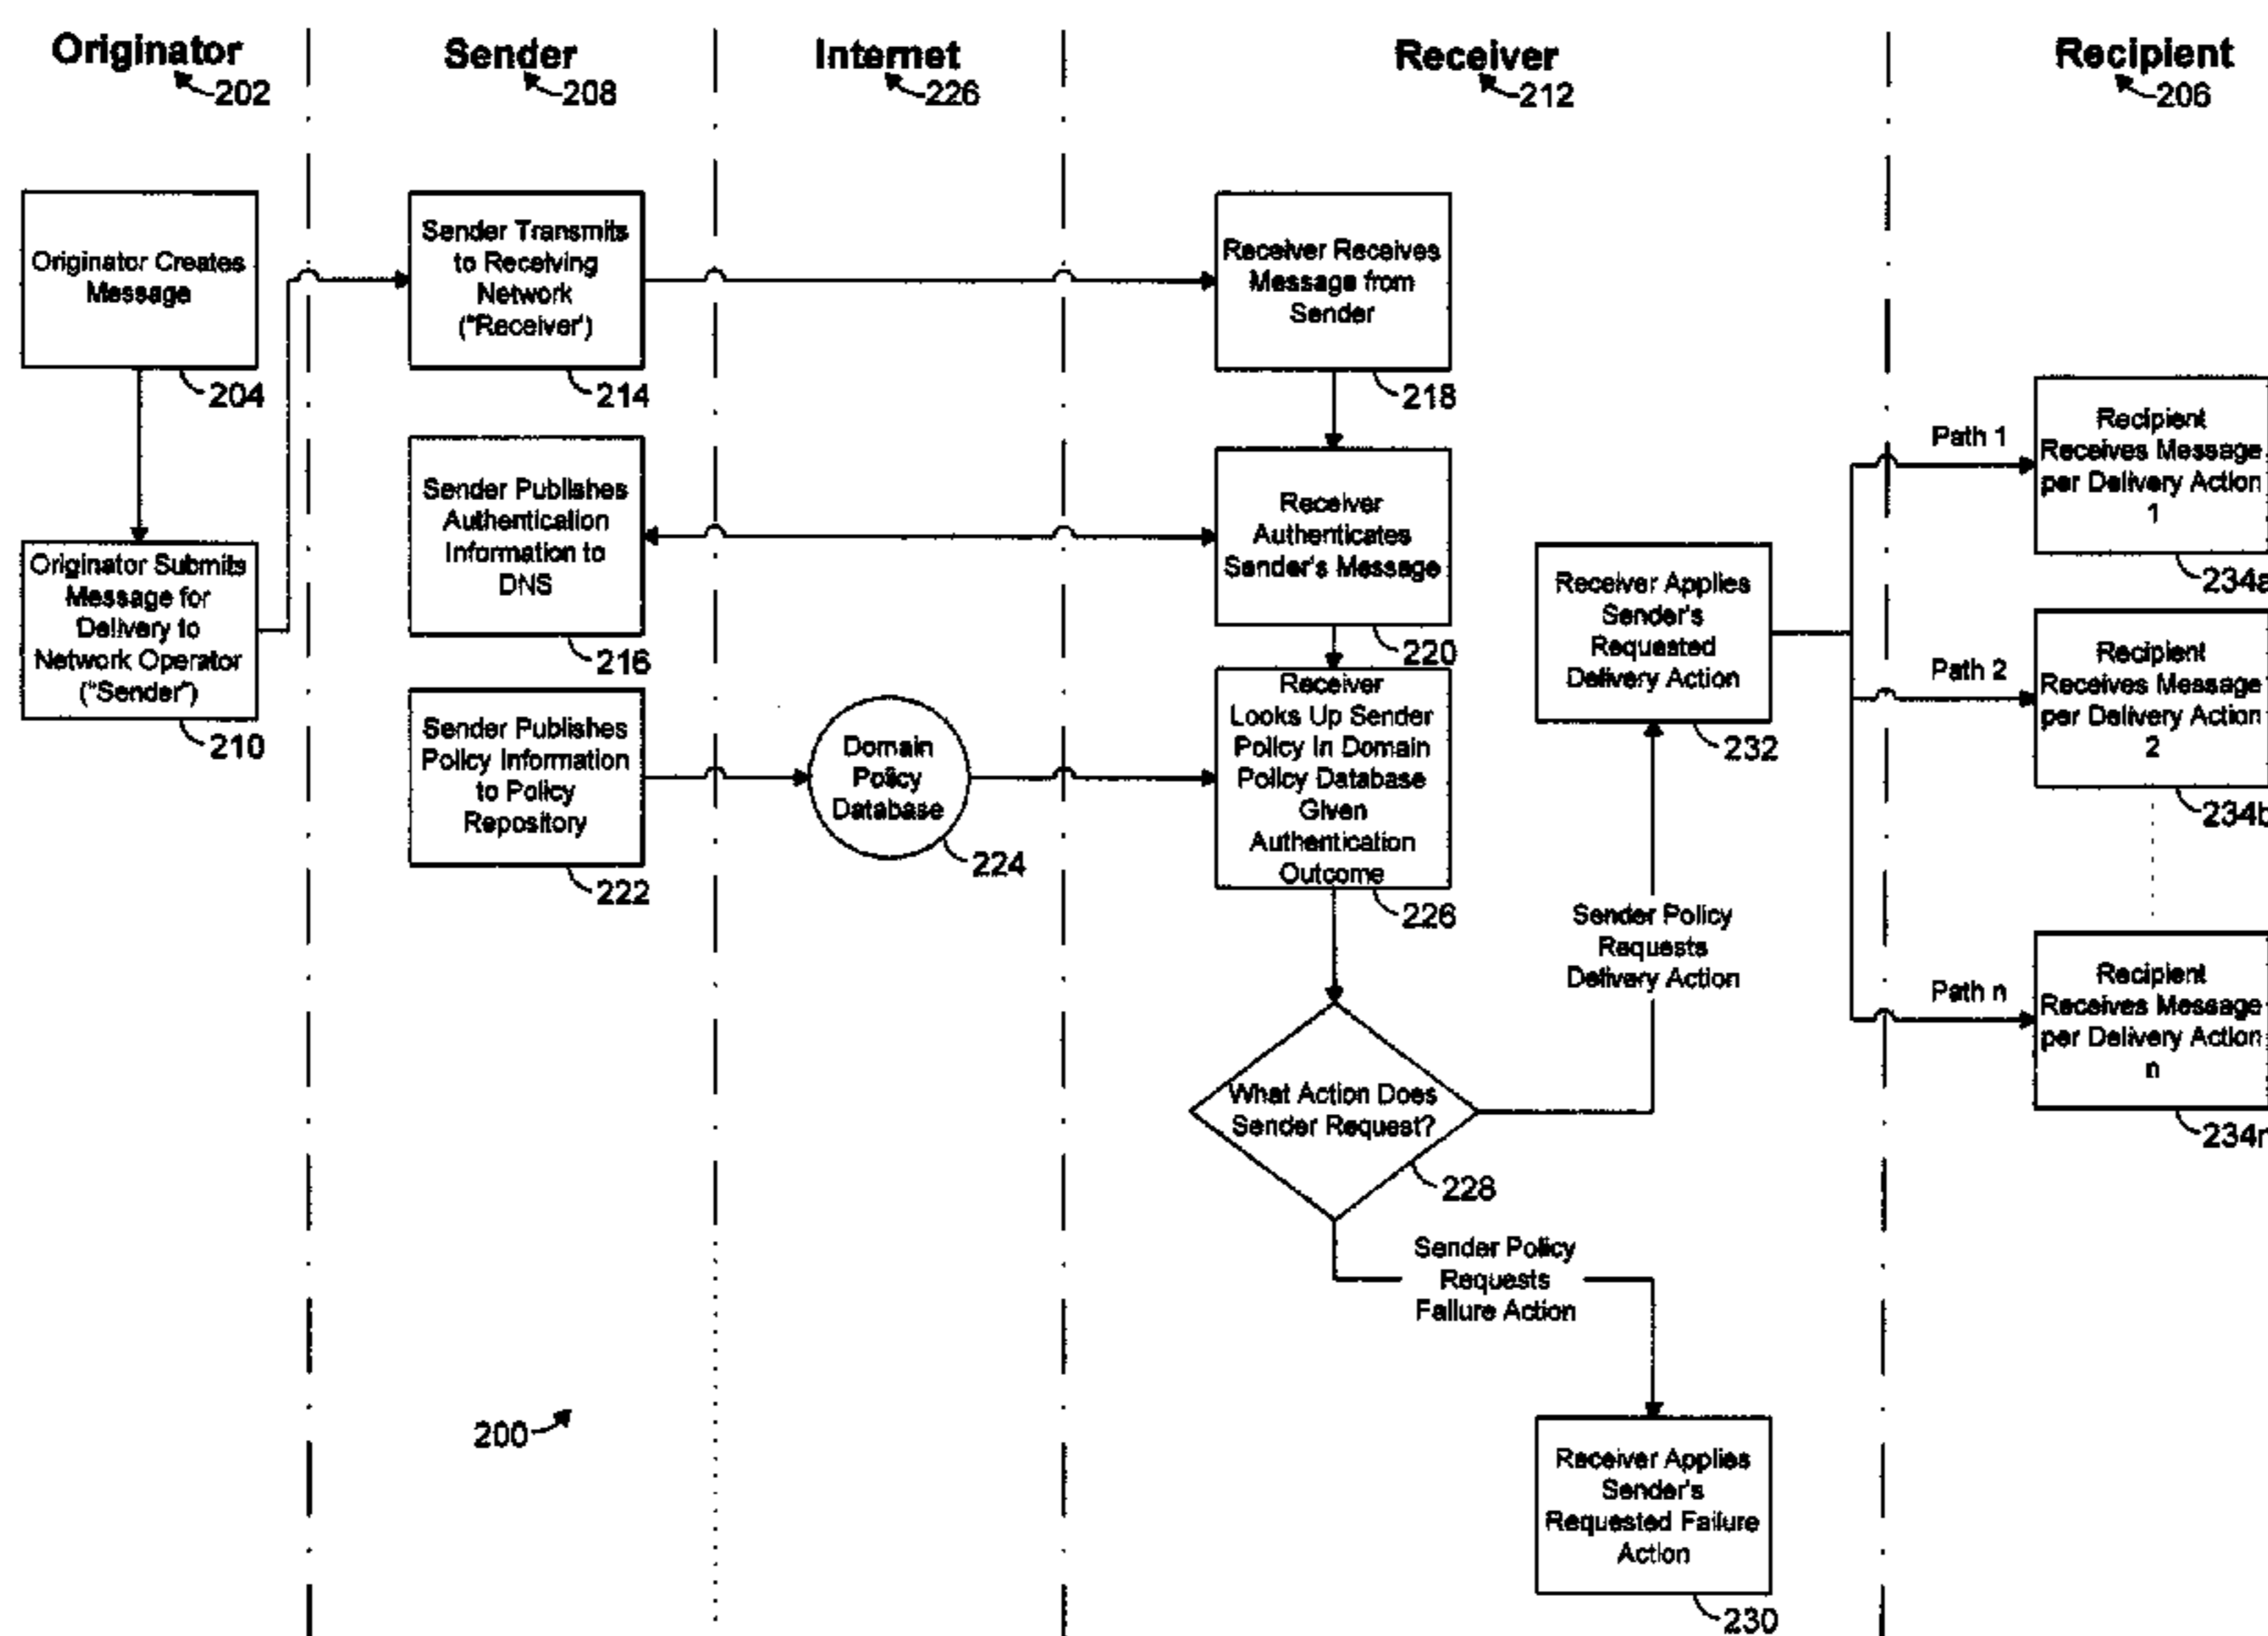 Originator
202
Sender
208
Internet
226
Receiver
212
Recipient
206
Originator Creates
Message
204
Originator Submits
Message for
Delivery to
Network Operator
("Sender")
210
Sender Transmits
to Receiving
Network
("Receiver')
214
Sender Publishes
Authentication
Information to
DNS
216
Sender Publishes
Policy Information
to Policy
Repository
222
Domain
Policy
Database
224
Receiver Receives
Message from
Sender
218
Receiver
Authenticates
Sender's Message
220
Receiver
Looks Up Sender
Policy In Domain
Policy Database
Given
Authentication
Outcome
226
What Action Does
Sender Request?
228
Sender Policy
Requests
Delivery Action
Sender Policy
Requests
Failure Action
Receiver Applies
Sender's
Requested
Delivery Action
232
Receiver Applies
Sender's
Requested Failure
Action
230
Path 1
Recipient
Receives Message
per Delivery Action
1
234a
Path 2
Recipient
Receives Message
per Delivery Action
2
234b
Path n
Recipient
Receives Message
per Delivery Action
n
234n
200